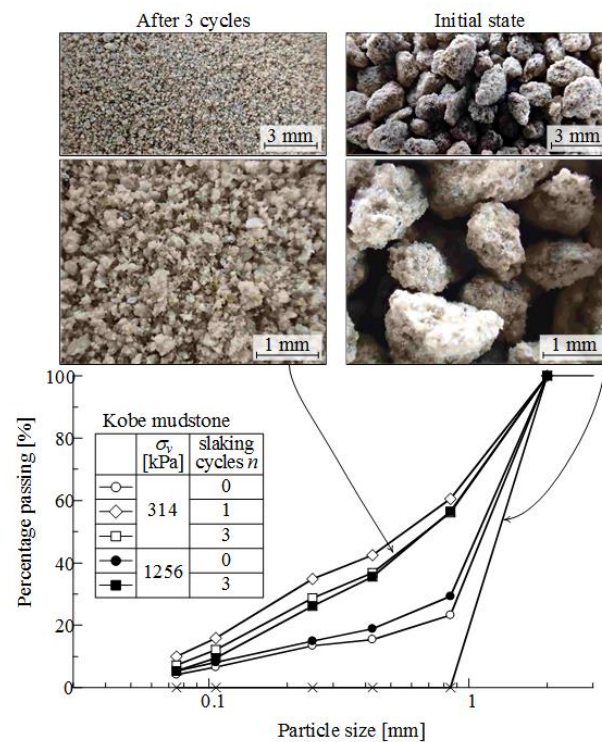 After 3 cycles
Initial state
3 mm
3 mm
1 mm
1 mm
100
80
60
40
20
0
Percentage passing [%]
Kobe mudstone
σv [kPa]
slaking cycles n
314
0
1
3
1256
0
3
0.1
1
Particle size [mm]